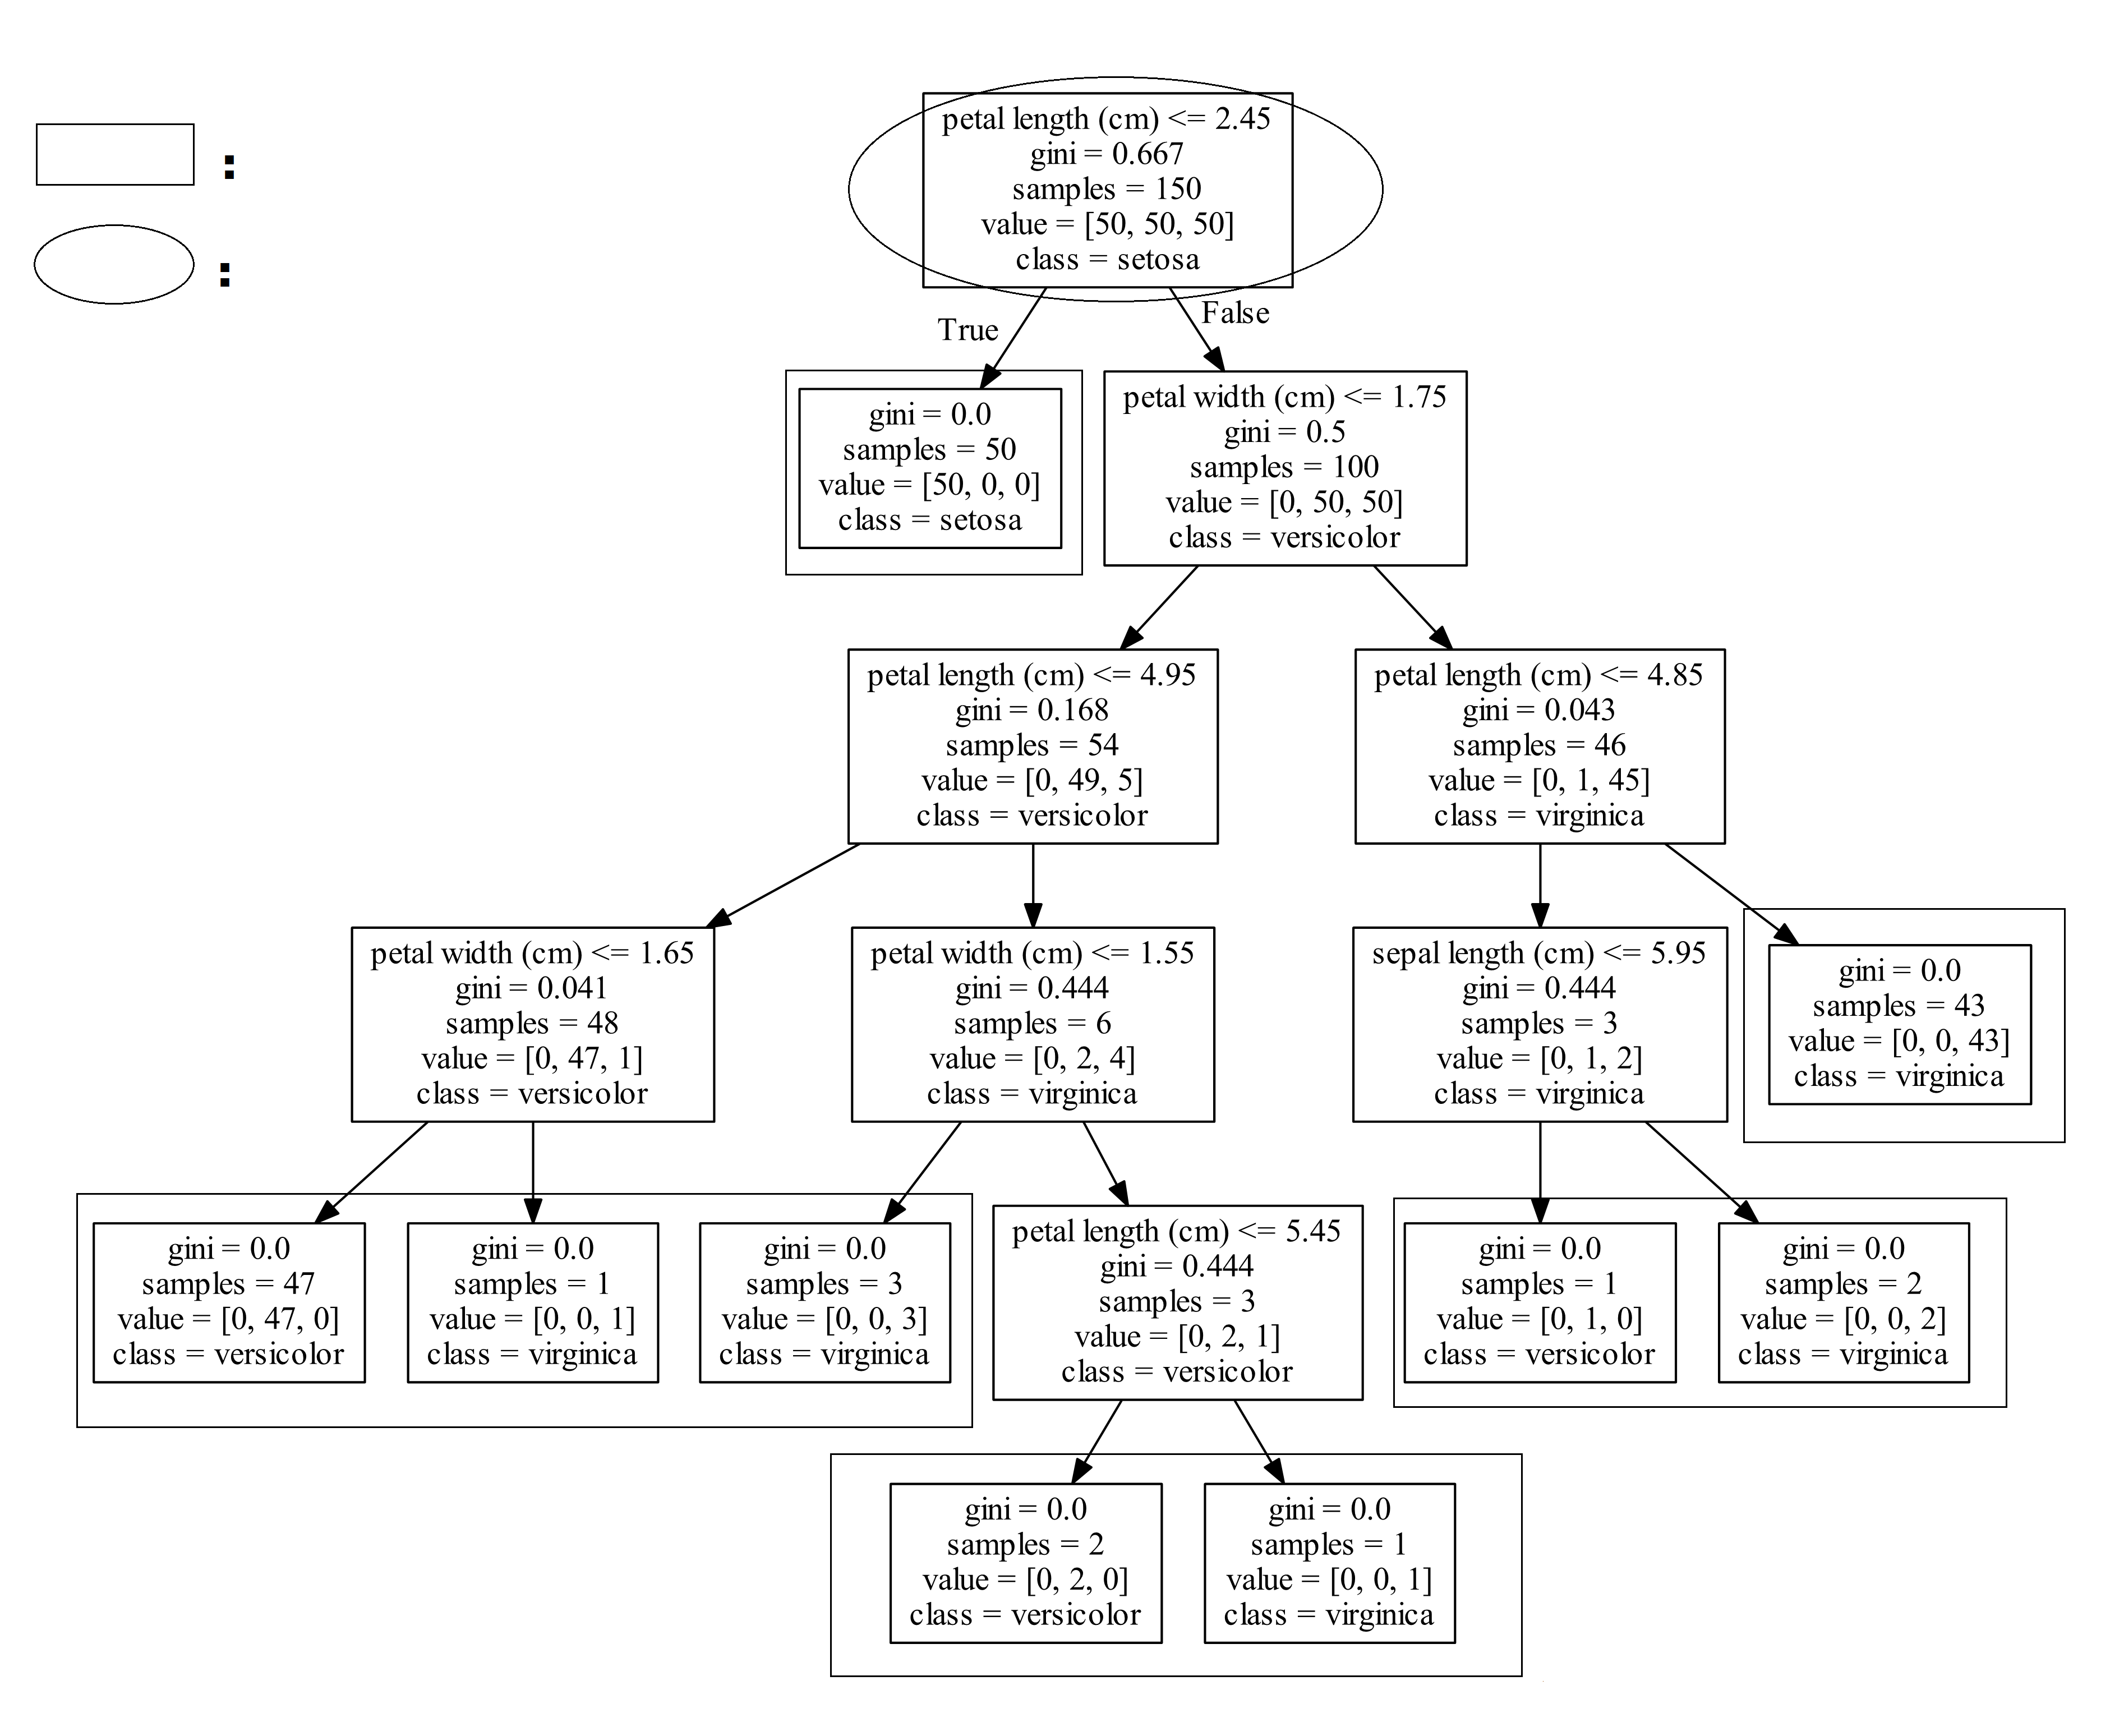 :
:
petal length (cm) <= 2.45
gini = 0.667
samples = 150
value = [50, 50, 50]
class = setosa
True
False
gini = 0.0
samples = 50
value = [50, 0, 0]
class = setosa
petal width (cm) <= 1.75
gini = 0.5
samples = 100
value = [0, 50, 50]
class = versicolor
petal length (cm) <= 4.95
gini = 0.168
samples = 54
value = [0, 49, 5]
class = versicolor
petal length (cm) <= 4.85
gini = 0.043
samples = 46
value = [0, 1, 45]
class = virginica
petal width (cm) <= 1.65
gini = 0.041
samples = 48
value = [0, 47, 1]
class = versicolor
petal width (cm) <= 1.55
gini = 0.444
samples = 6
value = [0, 2, 4]
class = virginica
sepal length (cm) <= 5.95
gini = 0.444
samples = 3
value = [0, 1, 2]
class = virginica
gini = 0.0
samples = 43
value = [0, 0, 43]
class = virginica
gini = 0.0
samples = 47
value = [0, 47, 0]
class = versicolor
gini = 0.0
samples = 1
value = [0, 0, 1]
class = virginica
gini = 0.0
samples = 3
value = [0, 0, 3]
class = virginica
petal length (cm) <= 5.45
gini = 0.444
samples = 3
value = [0, 2, 1]
class = versicolor
gini = 0.0
samples = 1
value = [0, 1, 0]
class = versicolor
gini = 0.0
samples = 2
value = [0, 0, 2]
class = virginica
gini = 0.0
samples = 2
value = [0, 2, 0]
class = versicolor
gini = 0.0
samples = 1
value = [0, 0, 1]
class = virginica